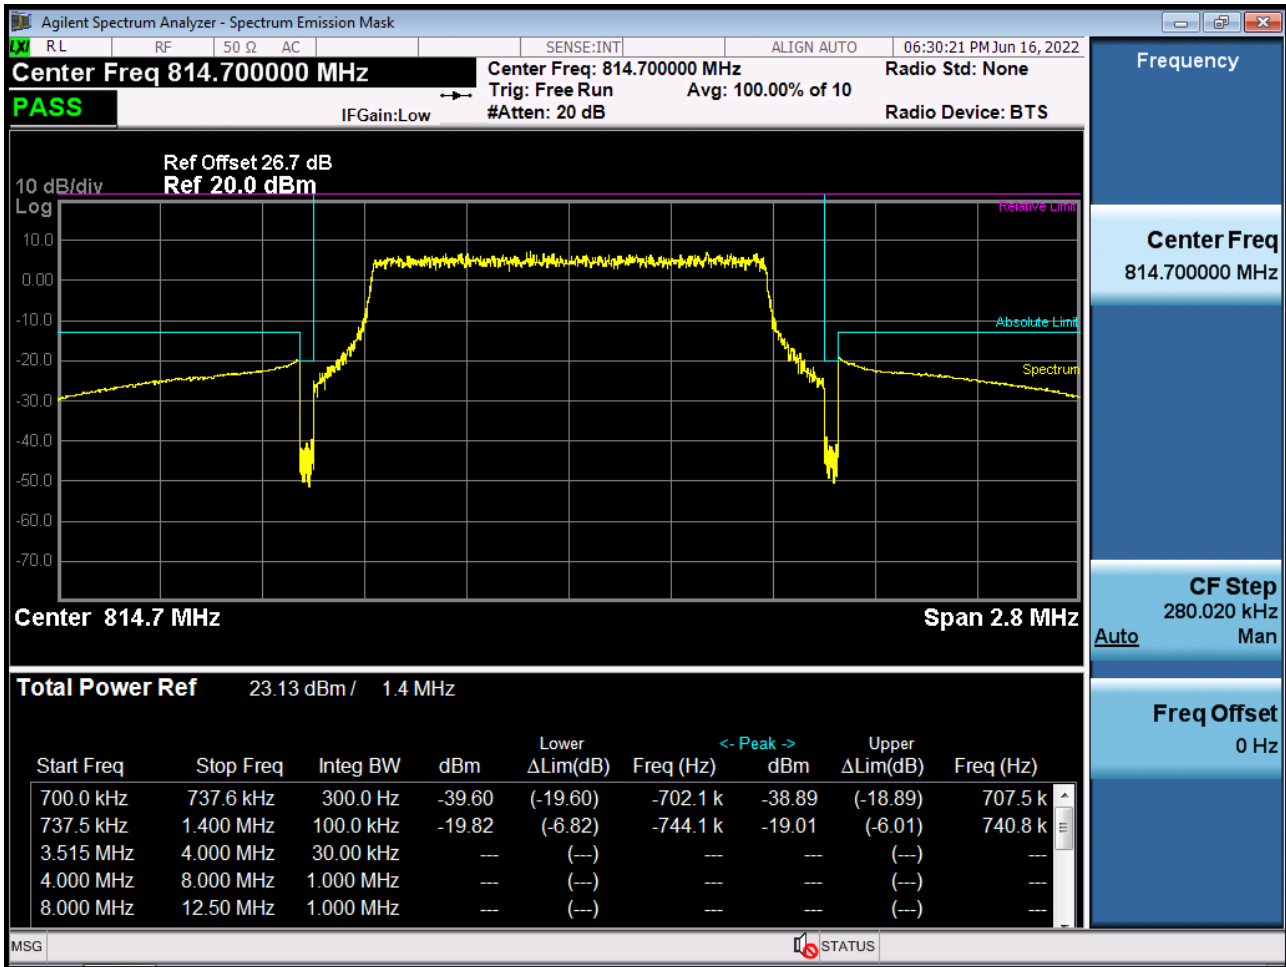 Agilent Spectrum Analyzer - Spectrum Emission Mask
LXI RL RF 50 Ω AC SENSE:INT ALIGN AUTO 06:30:21 PM Jun 16, 2022
Center Freq 814.700000 MHz
Center Freq: 814.700000 MHz Radio Std: None
Trig: Free Run Avg: 100.00% of 10
PASS
IFGain:Low #Atten: 20 dB Radio Device: BTS
Ref Offset 26.7 dB
10 dB/div Ref 20.0 dBm
Log
Relative Limit
10.0
0.00
-10.0
Absolute Limit
-20.0
Spectrum
-30.0
-40.0
-50.0
-60.0
-70.0
Center 814.7 MHz Span 2.8 MHz
Total Power Ref 23.13 dBm / 1.4 MHz
Lower <- Peak -> Upper
Start Freq Stop Freq Integ BW dBm ΔLim(dB) Freq (Hz) dBm ΔLim(dB) Freq (Hz)
700.0 kHz 737.6 kHz 300.0 Hz -39.60 (-19.60) -702.1 k -38.89 (-18.89) 707.5 k
737.5 kHz 1.400 MHz 100.0 kHz -19.82 (-6.82) -744.1 k -19.01 (-6.01) 740.8 k
3.515 MHz 4.000 MHz 30.00 kHz --- (---) --- --- (---) ---
4.000 MHz 8.000 MHz 1.000 MHz --- (---) --- --- (---) ---
8.000 MHz 12.50 MHz 1.000 MHz --- (---) --- --- (---) ---
MSG STATUS
Frequency
Center Freq
814.700000 MHz
CF Step
280.020 kHz
Auto Man
Freq Offset
0 Hz